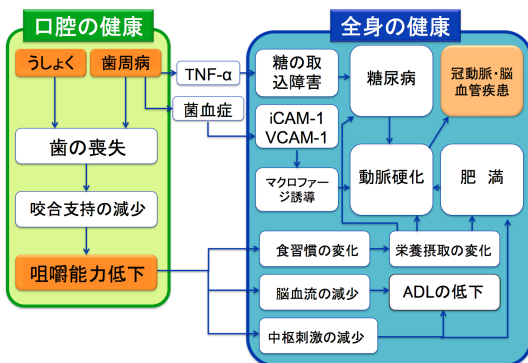 口腔の健康
全身の健康
うしょく
歯周病
TNF-α
糖の取
込障害
糖尿病
冠動脈・脳
血管疾患
菌血症
iCAM-1
VCAM-1
歯の喪失
マクロファー
ジ誘導
動脈硬化
肥 満
咬合支持の減少
食習慣の変化
栄養摂取の変化
咀嚼能力低下
脳血流の減少
ADLの低下
中枢刺激の減少